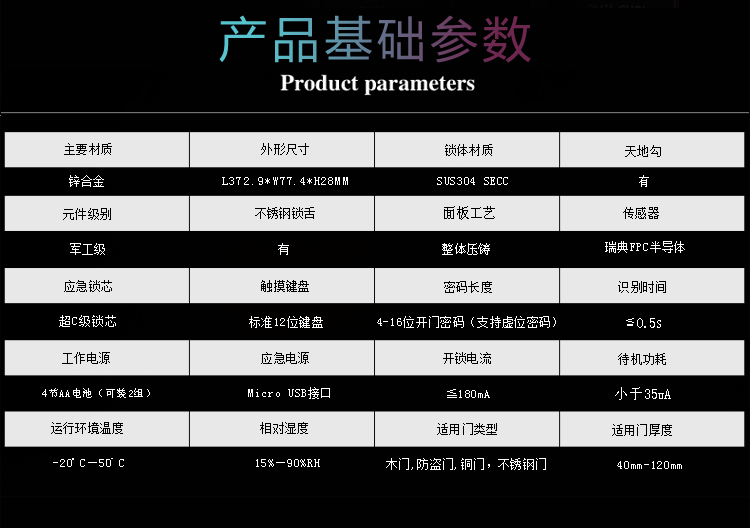 产品基础参数
Product parameters
主要材质 外形尺寸 锁体材质 天地勾
锌合金 L372.9*W77.4*H28MM SUS304 SECC 有
元件级别 不锈钢锁舌 面板工艺 传感器
军工级 有 整体压铸 瑞典FPC半导体
应急锁芯 触摸键盘 密码长度 识别时间
超C级锁芯 标准12位键盘 4-16位开门密码（支持虚位密码） ≦0.5s
工作电源 应急电源 开锁电流 待机功耗
4节AA电池（可装2组） Micro USB接口 ≦180mA 小于35uA
运行环境温度 相对湿度 适用门类型 适用门厚度
-20°C—50°C 15%—90%RH 木门,防盗门,铜门，不锈钢门 40mm-120mm